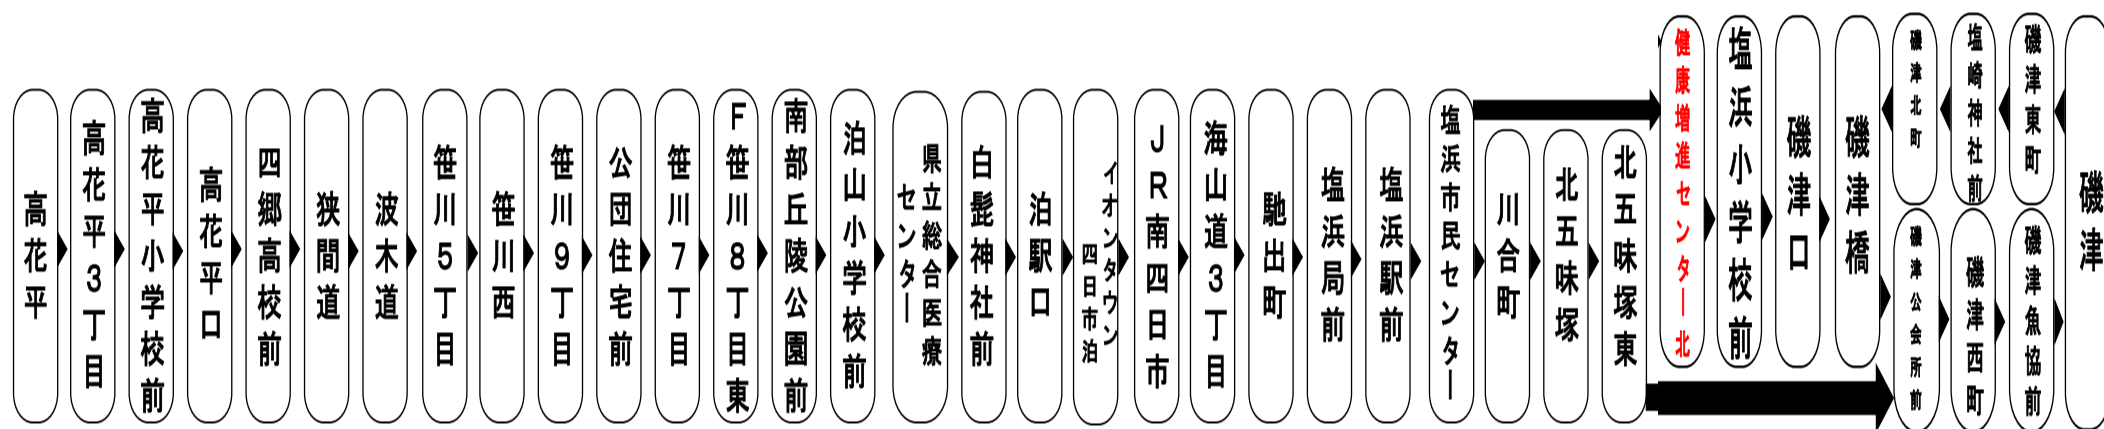 高花平
高花平3丁目
高花平小学校前
高花平口
四郷高校前
狭間道
波木道
笹川5丁目
笹川西
笹川9丁目
公団住宅前
笹川7丁目
F笹川8丁目東
南部丘陵公園前
泊山小学校前
県立総合医療
センター
白髭神社前
泊駅口
イオンタウン
四日市泊
JR南四日市
海山道3丁目
馳出町
塩浜局前
塩浜駅前
塩浜市民センター
川合町
北五味塚
北五味塚東
健康増進センター北
塩浜小学校前
磯津口
磯津橋
磯津北町
塩崎神社前
磯津東町
磯津公会所前
磯津西町
磯津魚協前
磯津